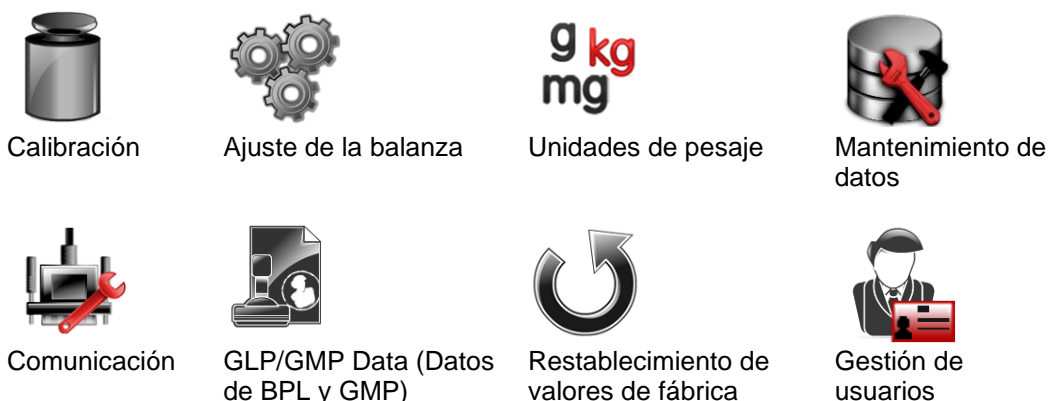 g kg
mg
Calibración
Ajuste de la balanza
Unidades de pesaje
Mantenimiento de
datos
Comunicación
GLP/GMP Data (Datos
de BPL y GMP)
Restablecimiento de
valores de fábrica
Gestión de
usuarios